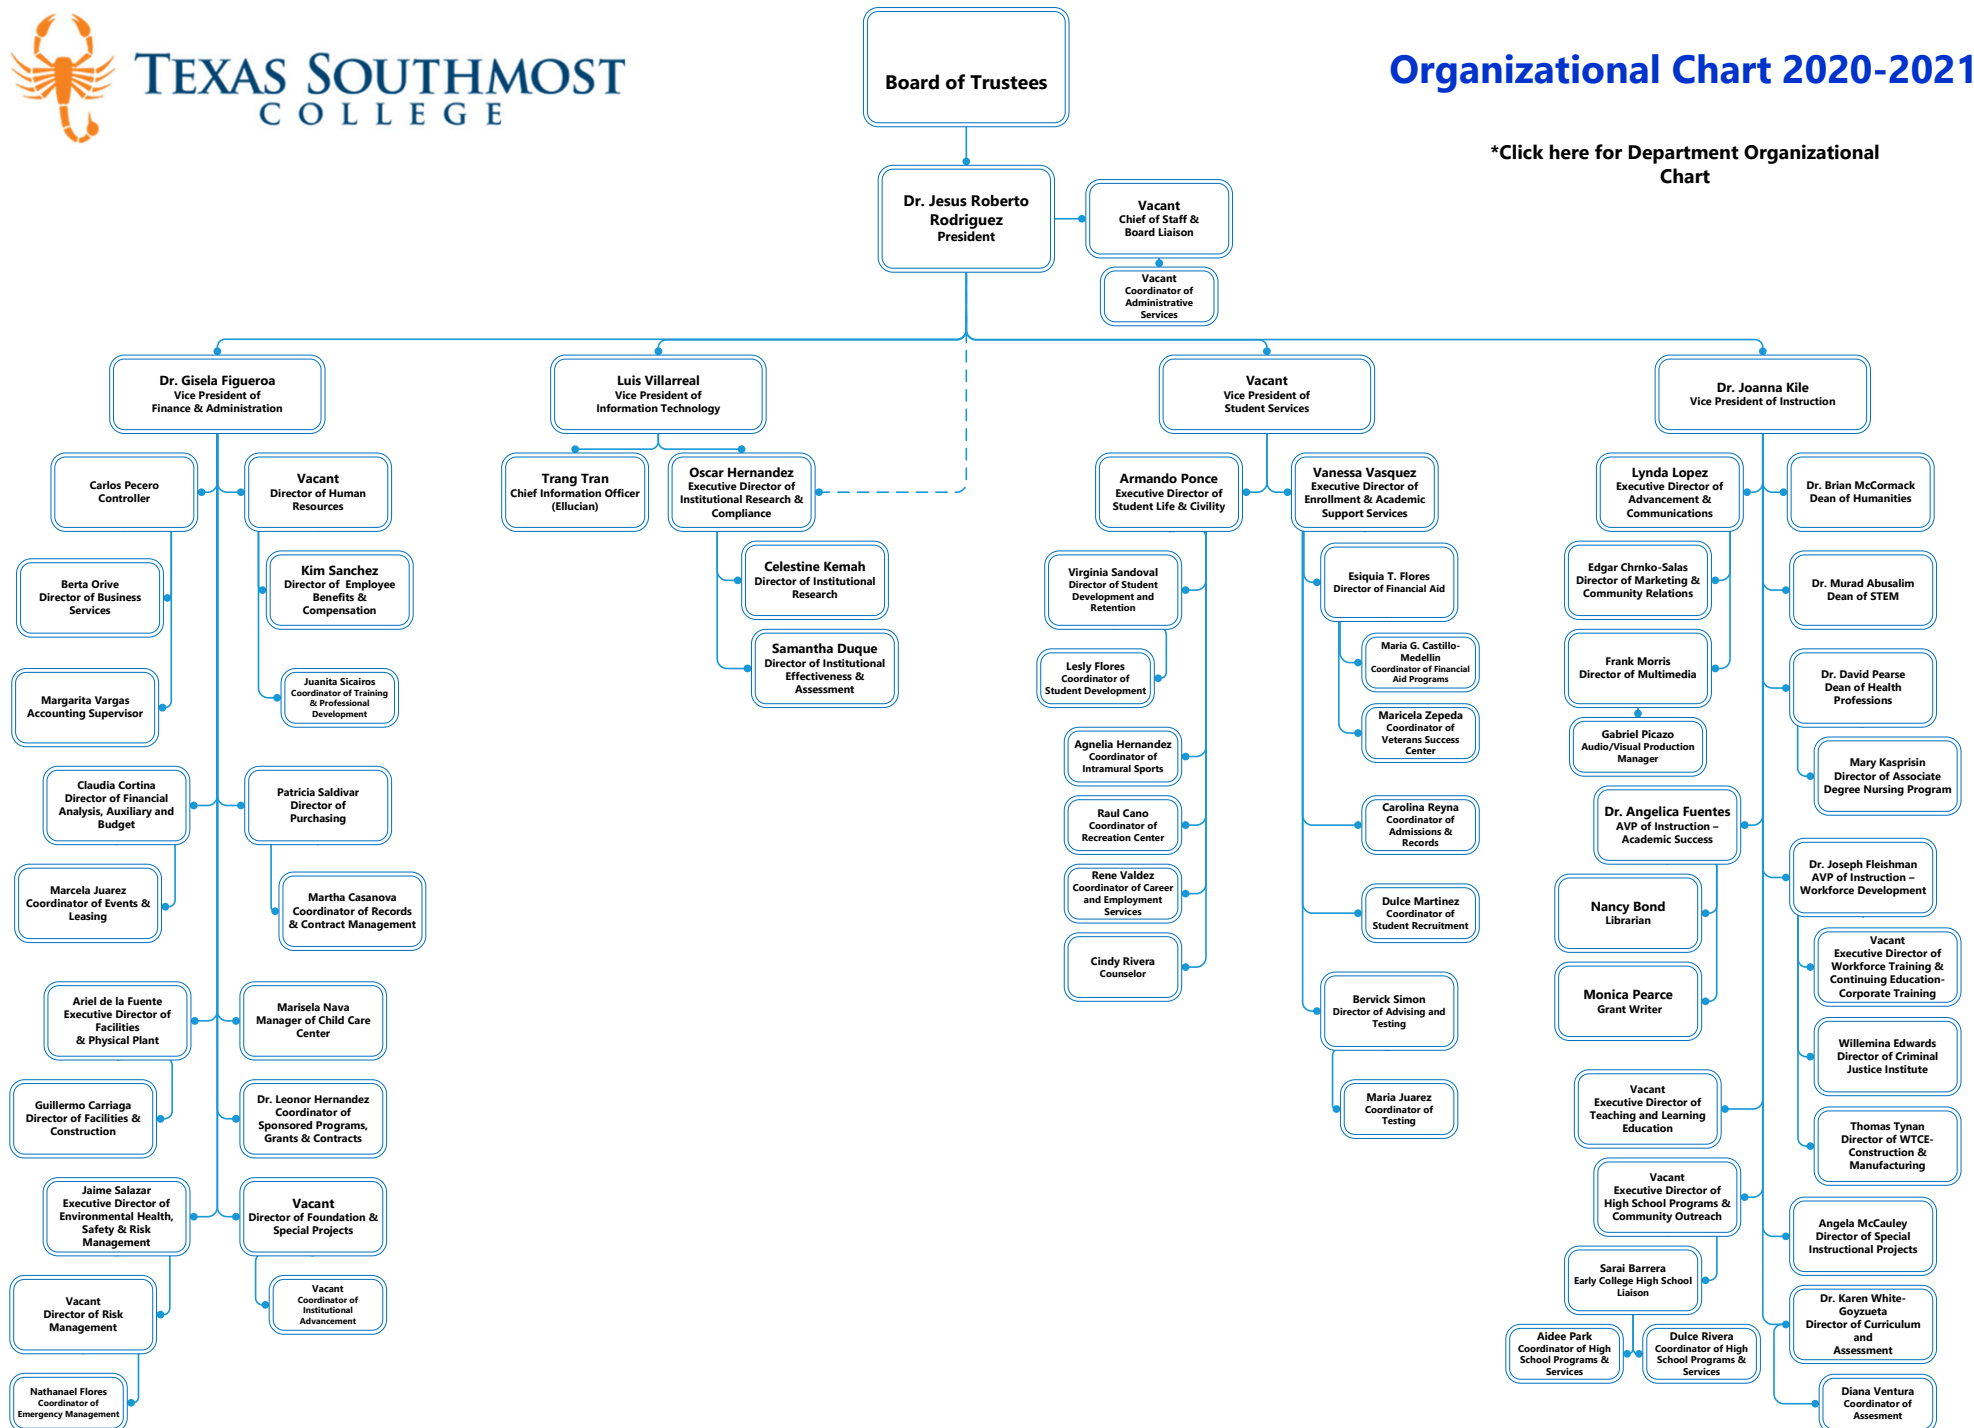 TEXAS SOUTHMOST
COLLEGE
Board of Trustees
Organizational Chart 2020-2021
*Click here for Department Organizational
Chart
Dr. Jesus Roberto
Rodriguez
President
Vacant
Chief of Staff &
Board Liaison
Vacant
Coordinator of
Administrative
Services
Dr. Gisela Figueroa
Vice President of
Finance & Administration
Luis Villarreal
Vice President of
Information Technology
Vacant
Vice President of
Student Services
Dr. Joanna Kile
Vice President of Instruction
Carlos Pecero
Controller
Vacant
Director of Human
Resources
Berta Orive
Director of Business
Services
Kim Sanchez
Director of Employee
Benefits &
Compensation
Margarita Vargas
Accounting Supervisor
Juanita Sicairos
Coordinator of Training
& Professional
Development
Claudia Cortina
Director of Financial
Analysis, Auxiliary and
Budget
Patricia Saldivar
Director of
Purchasing
Marcela Juarez
Coordinator of Events &
Leasing
Martha Casanova
Coordinator of Records
& Contract Management
Ariel de la Fuente
Executive Director of
Facilities
& Physical Plant
Marisela Nava
Manager of Child Care
Center
Guillermo Carriaga
Director of Facilities &
Construction
Dr. Leonor Hernandez
Coordinator of
Sponsored Programs,
Grants & Contracts
Jaime Salazar
Executive Director of
Environmental Health,
Safety & Risk
Management
Vacant
Director of Foundation &
Special Projects
Vacant
Director of Risk
Management
Vacant
Coordinator of
Institutional
Advancement
Nathanael Flores
Coordinator of
Emergency Management
Trang Tran
Chief Information Officer
(Ellucian)
Oscar Hernandez
Executive Director of
Institutional Research &
Compliance
Celestine Kemah
Director of Institutional
Research
Samantha Duque
Director of Institutional
Effectiveness &
Assessment
Armando Ponce
Executive Director of
Student Life & Civility
Vanessa Vasquez
Executive Director of
Enrollment & Academic
Support Services
Virginia Sandoval
Director of Student
Development and
Retention
Lesly Flores
Coordinator of
Student Development
Agnelia Hernandez
Coordinator of
Intramural Sports
Raul Cano
Coordinator of
Recreation Center
Rene Valdez
Coordinator of Career
and Employment
Services
Cindy Rivera
Counselor
Esiquia T. Flores
Director of Financial Aid
Maria G. Castillo-
Medellin
Coordinator of Financial
Aid Programs
Maricela Zepeda
Coordinator of
Veterans Success
Center
Carolina Reyna
Coordinator of
Admissions &
Records
Dulce Martinez
Coordinator of
Student Recruitment
Bervick Simon
Director of Advising and
Testing
Maria Juarez
Coordinator of
Testing
Lynda Lopez
Executive Director of
Advancement &
Communications
Dr. Brian McCormack
Dean of Humanities
Edgar Chrnko-Salas
Director of Marketing &
Community Relations
Dr. Murad Abusalim
Dean of STEM
Frank Morris
Director of Multimedia
Dr. David Pearse
Dean of Health
Professions
Gabriel Picazo
Audio/Visual Production
Manager
Mary Kasprisin
Director of Associate
Degree Nursing Program
Dr. Angelica Fuentes
AVP of Instruction –
Academic Success
Dr. Joseph Fleishman
AVP of Instruction –
Workforce Development
Nancy Bond
Librarian
Vacant
Executive Director of
Workforce Training &
Continuing Education-
Corporate Training
Monica Pearce
Grant Writer
Willemina Edwards
Director of Criminal
Justice Institute
Vacant
Executive Director of
Teaching and Learning
Education
Thomas Tynan
Director of WTCE-
Construction &
Manufacturing
Vacant
Executive Director of
High School Programs &
Community Outreach
Angela McCauley
Director of Special
Instructional Projects
Sarai Barrera
Early College High School
Liaison
Dr. Karen White-
Goyzueta
Director of Curriculum
and
Assessment
Aidee Park
Coordinator of High
School Programs &
Services
Dulce Rivera
Coordinator of High
School Programs &
Services
Diana Ventura
Coordinator of
Assesment